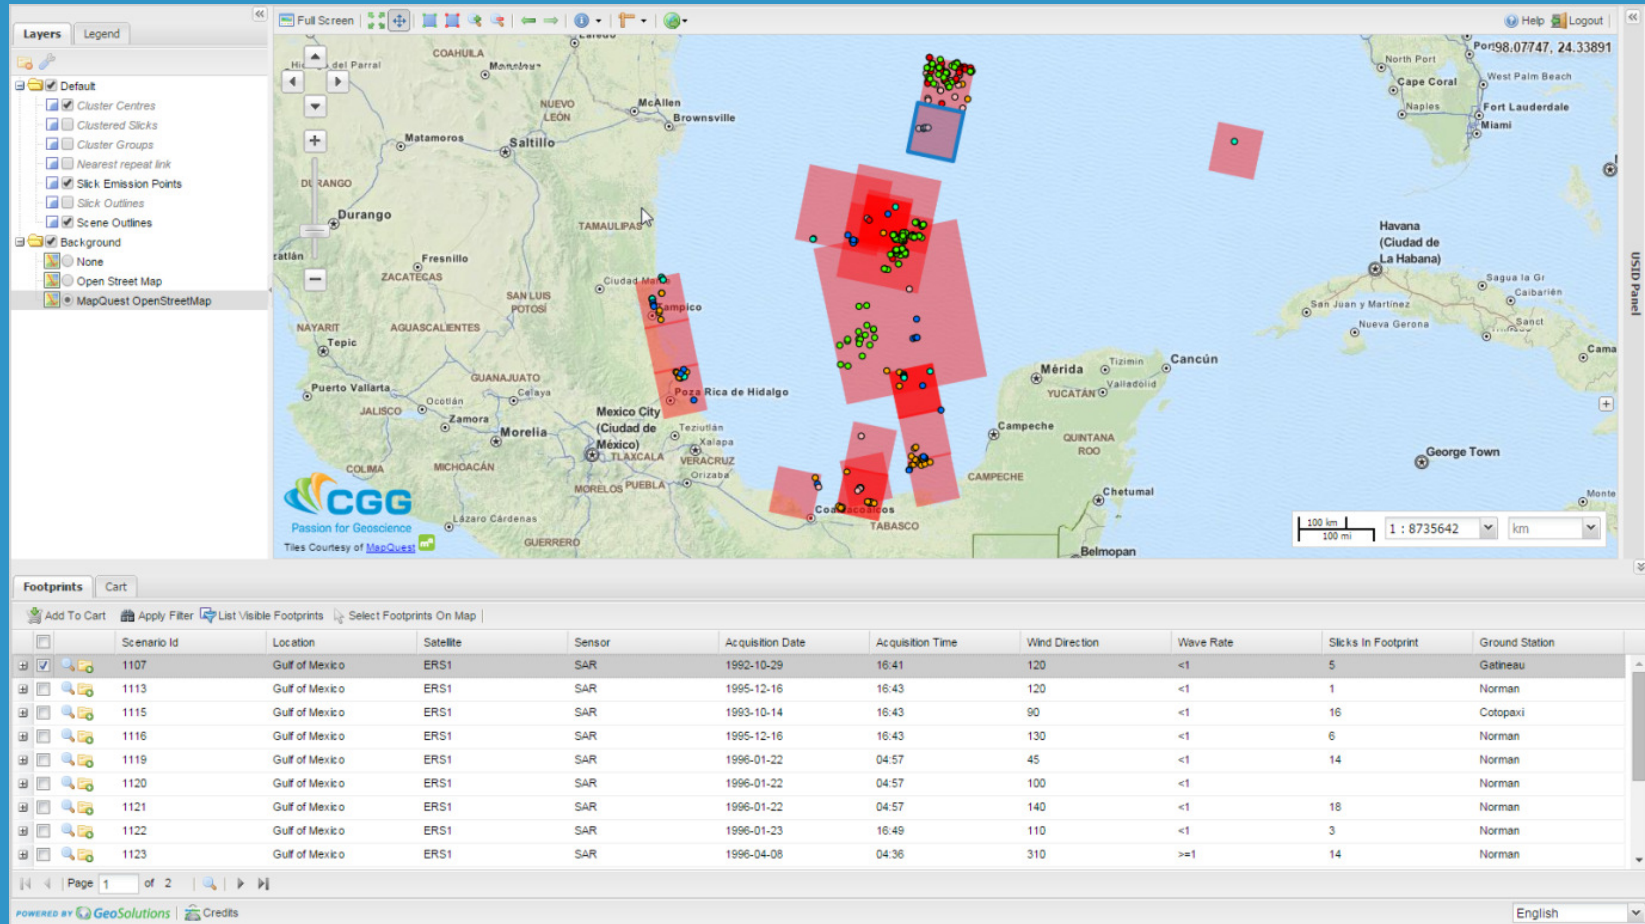 Layers Legend
Default
Cluster Centres
Clustered Slicks
Cluster Groups
Nearest repeat link
Slick Emission Points
Slick Outlines
Scene Outlines
Background
None
Open Street Map
MapQuest OpenStreetMap
Full Screen
Help Logout
98.07747, 24.33891
COAHUILA
NUEVO
LEÓN
McAllen
Brownsville
Matamoros
Saltillo
Durango
TAMAULIPAS
Fresnillo
ZACATECAS
SAN LUIS
POTOSÍ
Tampico
NAYARIT
AGUASCALIENTES
Tepic
Puerto Vallarta
GUANAJUATO
Celaya
Ocotlán
JALISCO
Zamora
Morelia
Poza Rica de Hidalgo
Mexico City
(Ciudad de
México)
Teziutlán
Xalapa
TLAXCALA
VERACRUZ
Orizaba
COLIMA
MICHOACÁN
MORELOS PUEBLA
Lázaro Cárdenas
GUERRERO
TABASCO
CAMPECHE
Campeche
Mérida
Tizimin
Valladolid
YUCATÁN
Cancún
QUINTANA
ROO
Chetumal
Belmopan
North Port
West Palm Beach
Cape Coral
Naples
Fort Lauderdale
Miami
Havana
(Ciudad de
La Habana)
Sagua la Gr
Caibarién
San Juan y Martínez
Nueva Gerona
Sanct
Cama
George Town
Monte
CGG
Passion for Geoscience
Tiles Courtesy of MapQuest
100 km
100 mi
1 : 8735642
km
USID Panel
Footprints Cart
Add To Cart Apply Filter List Visible Footprints Select Footprints On Map
Scenario Id Location Satellite Sensor Acquisition Date Acquisition Time Wind Direction Wave Rate Slicks In Footprint Ground Station
1107 Gulf of Mexico ERS1 SAR 1992-10-29 16:41 120 <1 5 Gatineau
1113 Gulf of Mexico ERS1 SAR 1995-12-16 16:43 120 <1 1 Norman
1115 Gulf of Mexico ERS1 SAR 1993-10-14 16:43 90 <1 16 Cotopaxi
1116 Gulf of Mexico ERS1 SAR 1995-12-16 16:43 130 <1 6 Norman
1119 Gulf of Mexico ERS1 SAR 1996-01-22 04:57 45 <1 14 Norman
1120 Gulf of Mexico ERS1 SAR 1996-01-22 04:57 100 <1 Norman
1121 Gulf of Mexico ERS1 SAR 1996-01-22 04:57 140 <1 18 Norman
1122 Gulf of Mexico ERS1 SAR 1996-01-23 16:49 110 <1 3 Norman
1123 Gulf of Mexico ERS1 SAR 1996-04-08 04:36 310 >=1 14 Norman
Page 1 of 2
POWERED BY GeoSolutions Credits
English